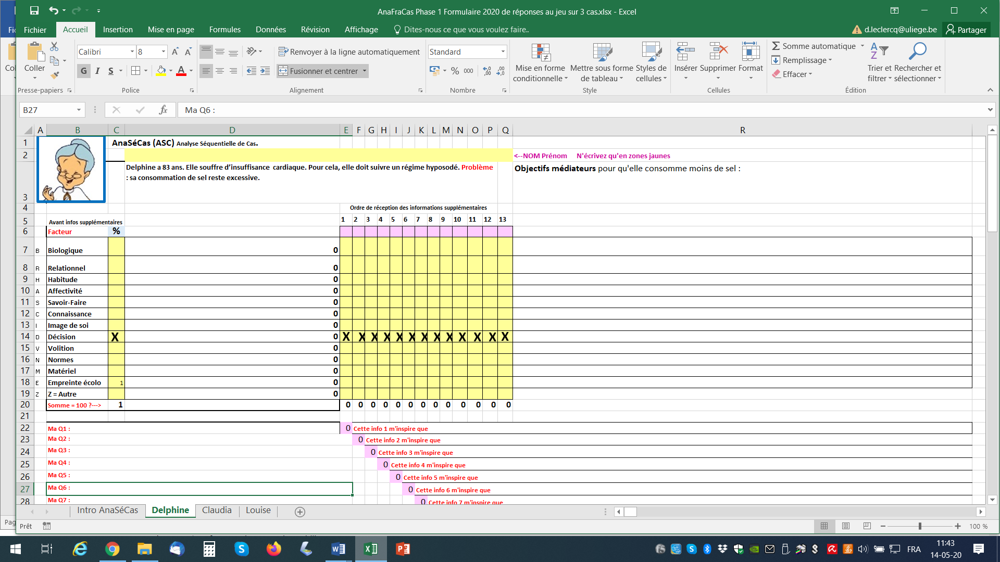 AnaFraCas Phase 1 Formulaire 2020 de réponses au jeu sur 3 cas.xlsx - Excel
Fichier Accueil Insertion Mise en page Formules Données Révision Affichage Dites-nous ce que vous voulez faire.. d.leclercq@uliege.be Partager
Coller
Calibri 8
G I S
Renvoyer à la ligne automatiquement
Fusionner et centrer
Standard
% 000
Mise en forme conditionnelle
Mettre sous forme de tableau
Styles de cellules
Insérer Supprimer Format
Somme automatique
Remplissage
Effacer
Trier et filtrer
Rechercher et sélectionner
Presse-papiers Police Alignement Nombre Style Cellules Édition
B27 fx Ma Q6 :
A B C D E F G H I J K L M N O P Q R
1 AnaSéCas (ASC) Analyse Séquentielle de Cas.
2 <--NOM Prénom N'écrivez qu'en zones jaunes
Delphine a 83 ans. Elle souffre d'insuffisance cardiaque. Pour cela, elle doit suivre un régime hyposodé. Problème
: sa consommation de sel reste excessive.
Objectifs médiateurs pour qu'elle consomme moins de sel :
3
4 Ordre de réception des informations supplémentaires
5 Avant infos supplémentaires 1 2 3 4 5 6 7 8 9 10 11 12 13
6 Facteur %
7 B Biologique 0
8 R Relationnel 0
9 H Habitude 0
10 A Affectivité 0
11 S Savoir-Faire 0
12 C Connaissance 0
13 I Image de soi 0
14 D Décision X 0 X X X X X X X X X X X X X
15 V Volition 0
16 N Normes 0
17 M Matériel 0
18 E Empreinte écolo 1 0
19 Z Z = Autre 0
20 Somme = 100 ?---> 1 0 0 0 0 0 0 0 0 0 0 0 0 0
21
22 Ma Q1 : 0 Cette info 1 m'inspire que
23 Ma Q2 : 0 Cette info 2 m'inspire que
24 Ma Q3 : 0 Cette info 3 m'inspire que
25 Ma Q4 : 0 Cette info 4 m'inspire que
26 Ma Q5 : 0 Cette info 5 m'inspire que
27 Ma Q6 : 0 Cette info 6 m'inspire que
28 Ma Q7 : 0 Cette info 7 m'inspire que
Intro AnaSéCas Delphine Claudia Louise
Prêt 100 %
FRA 11:43
14-05-20